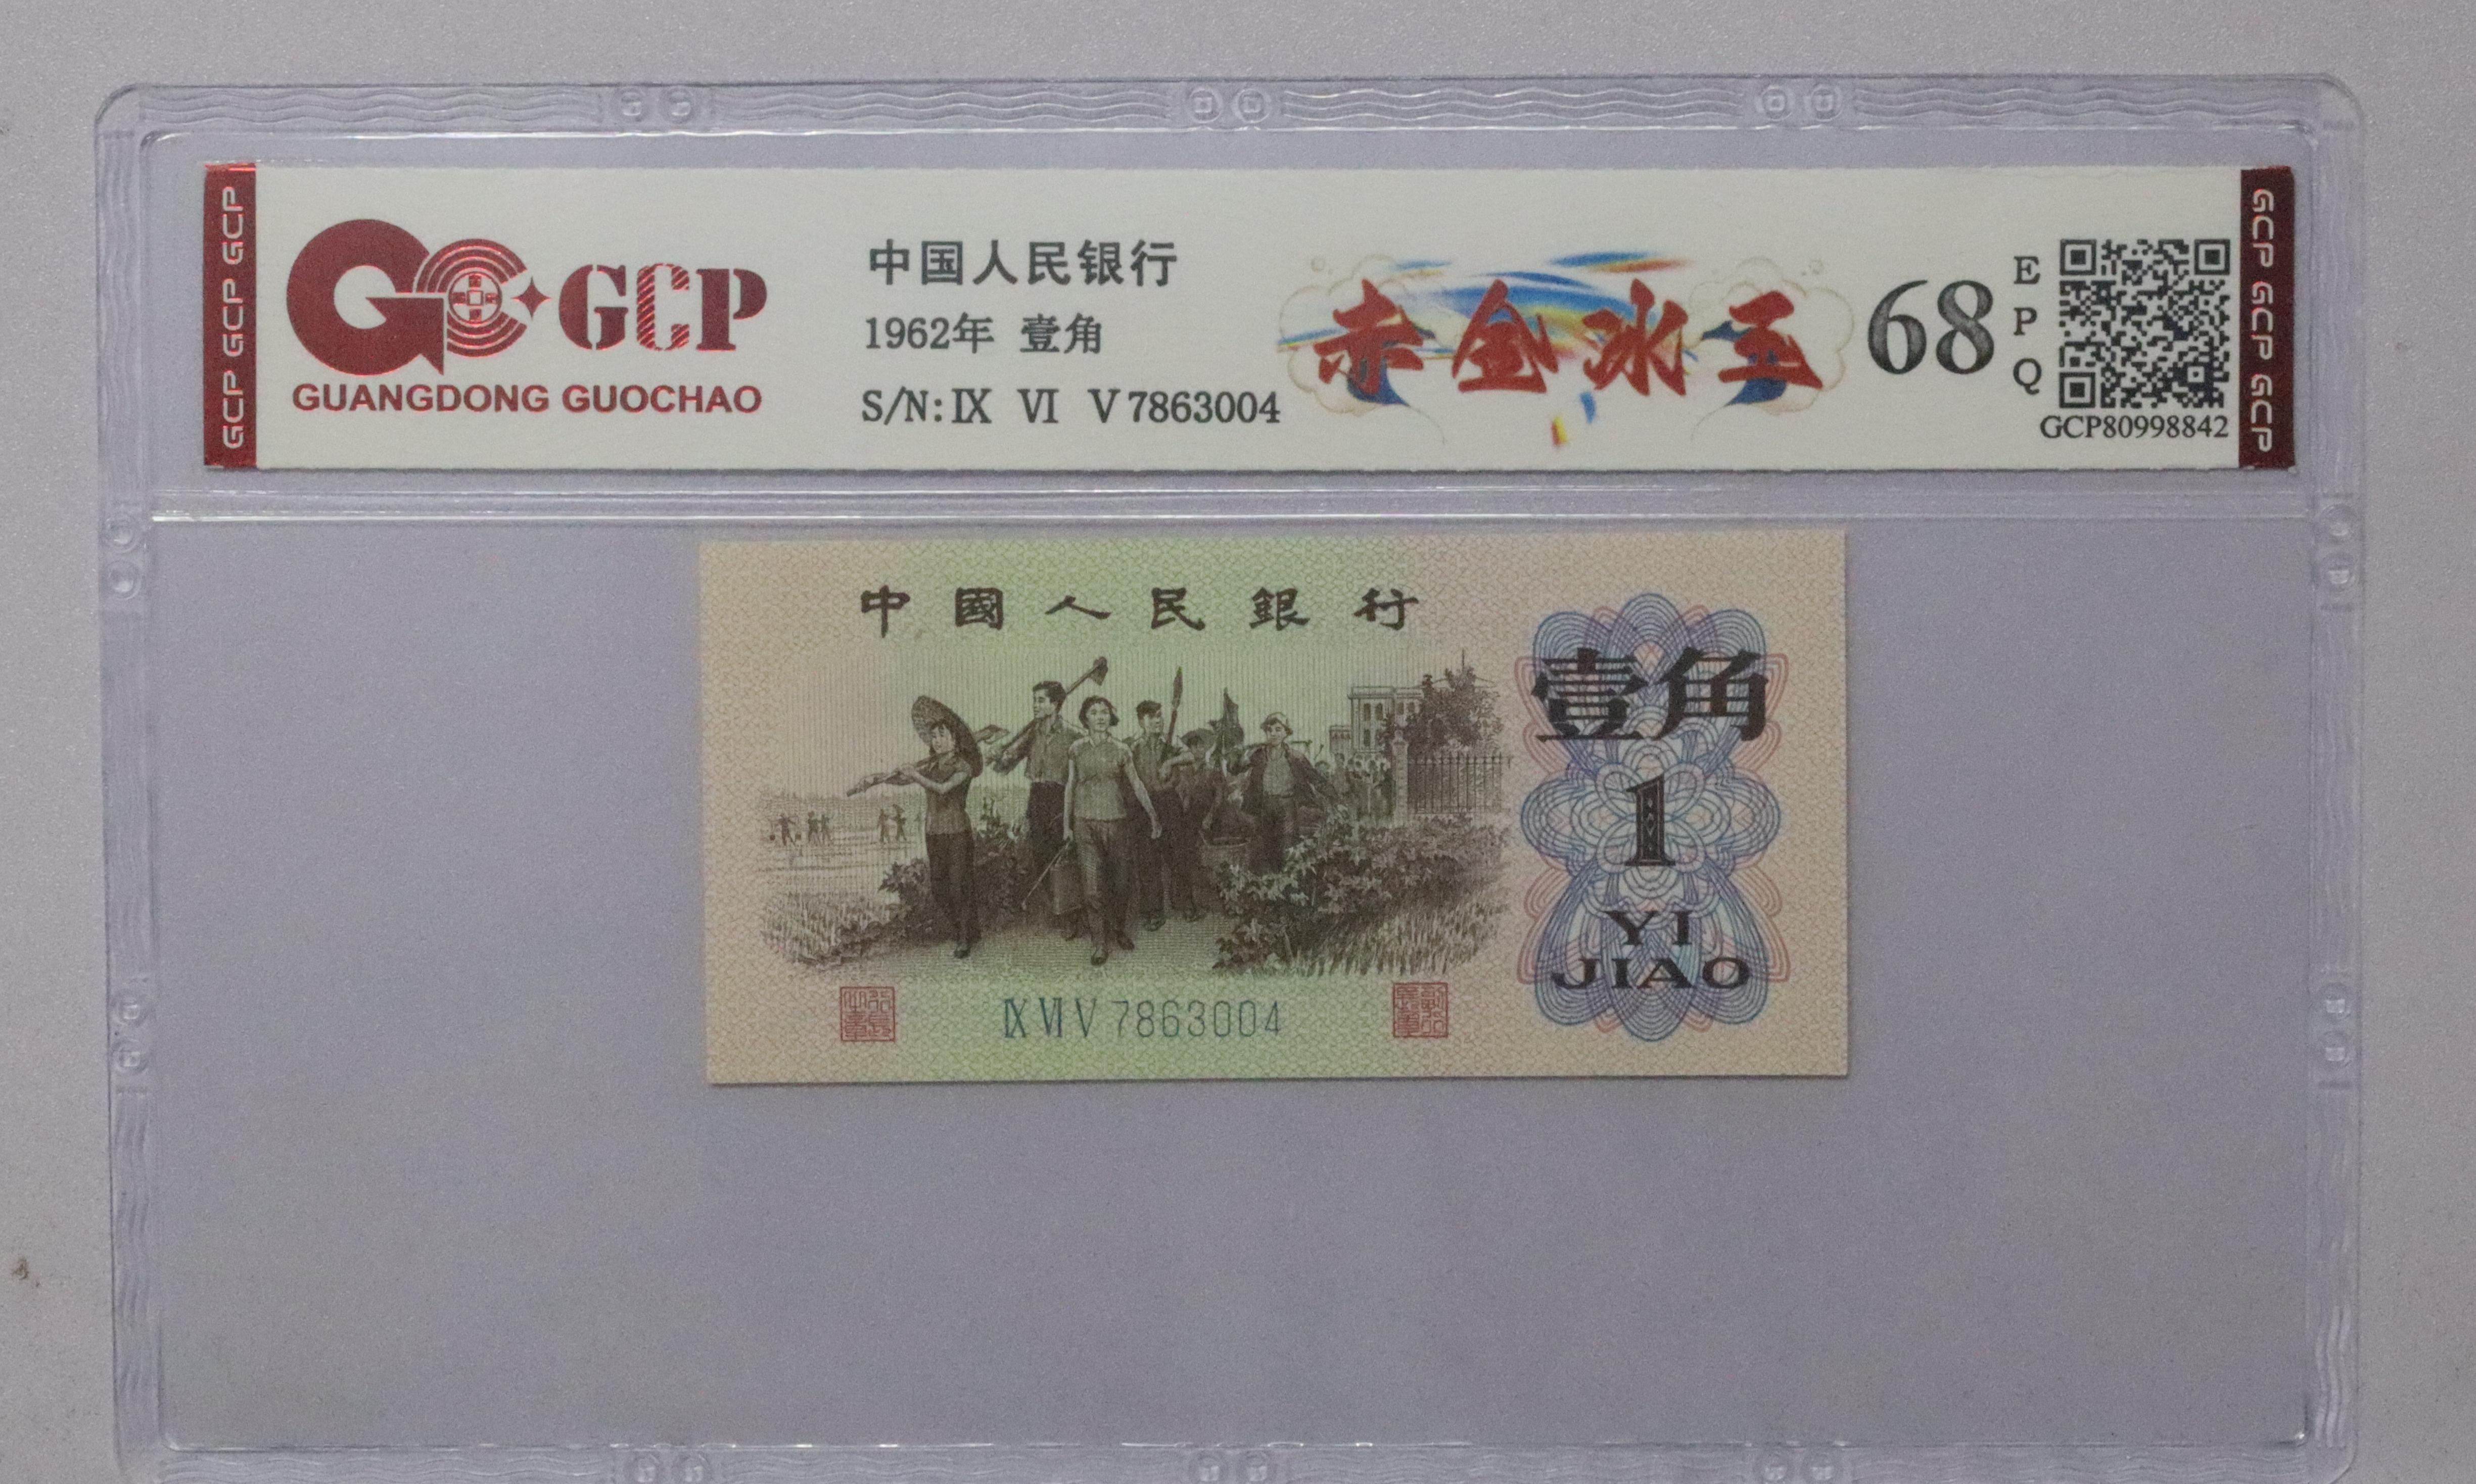 GCP GCP GCP
GCP
GUANGDONG GUOCHAO
中国人民银行
1962年 壹角
S/N: IX VI V 7863004
赤金冰玉
68
E
P
Q
GCP80998842
GCP GCP GCP
中國人民銀行
壹角
1
YI
JIAO
IX VI V 7863004